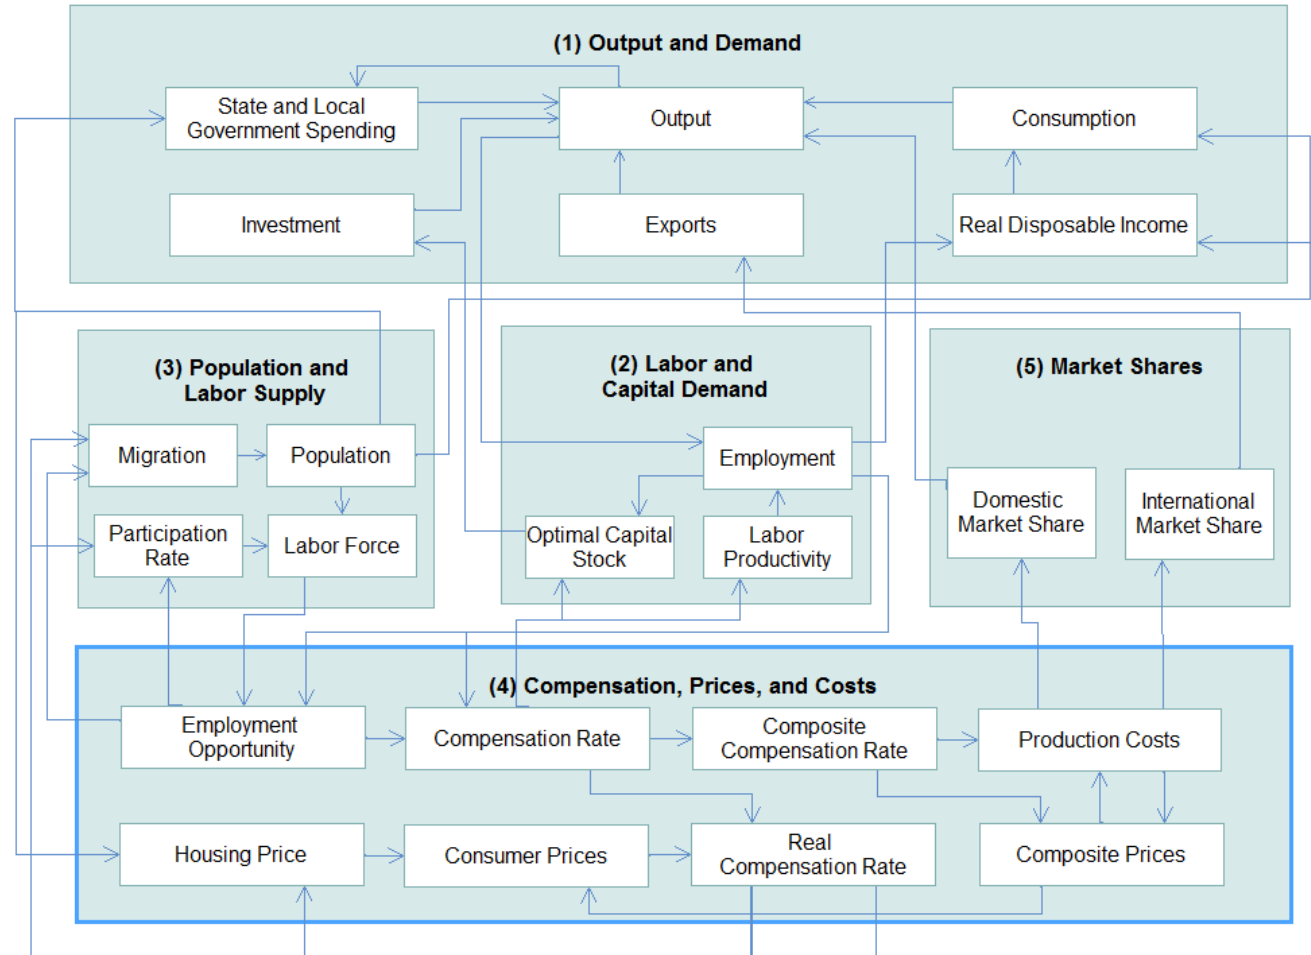 (1) Output and Demand
State and Local
Government Spending
Output
Consumption
Investment
Exports
Real Disposable Income
(3) Population and
Labor Supply
Migration
Population
Participation
Rate
Labor Force
(2) Labor and
Capital Demand
Employment
Optimal Capital
Stock
Labor
Productivity
(5) Market Shares
Domestic
Market Share
International
Market Share
(4) Compensation, Prices, and Costs
Employment
Opportunity
Compensation Rate
Composite
Compensation Rate
Production Costs
Housing Price
Consumer Prices
Real
Compensation Rate
Composite Prices